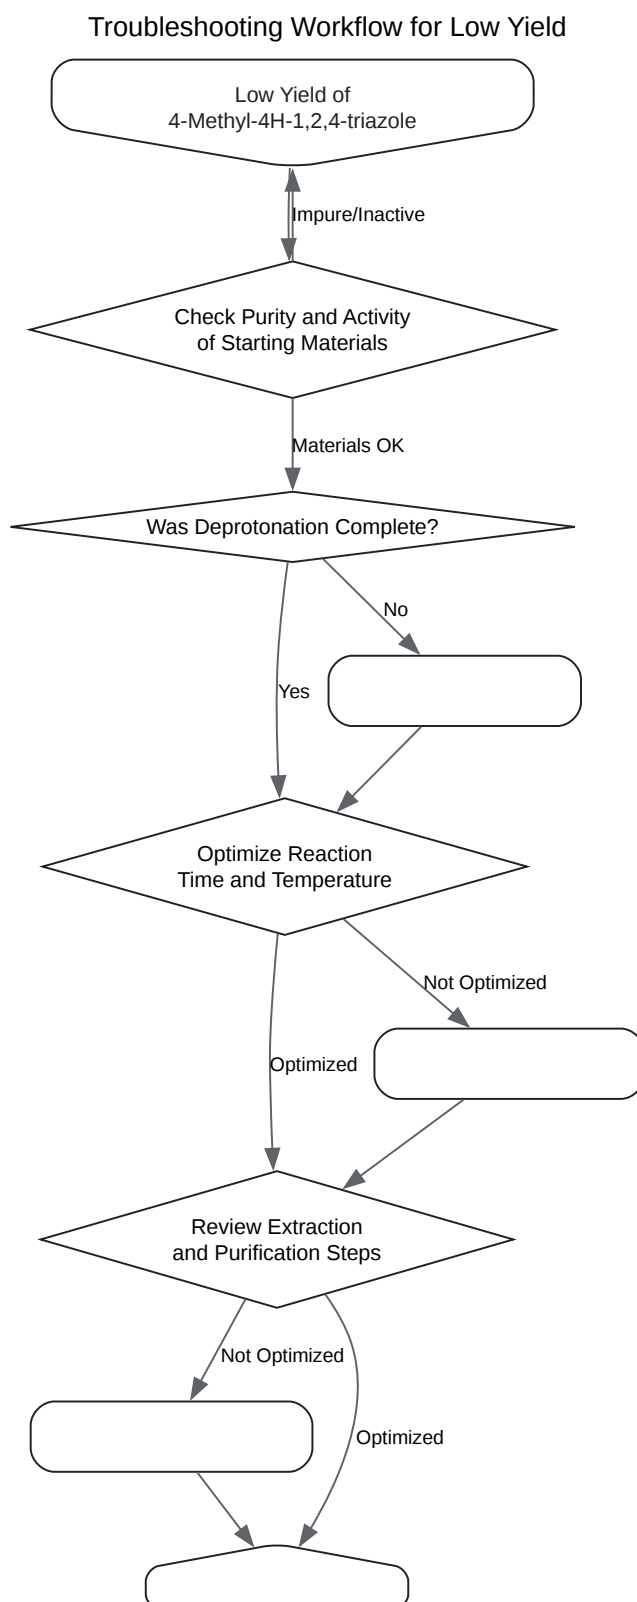 Troubleshooting Workflow for Low Yield
Low Yield of
4-Methyl-4H-1,2,4-triazole
Impure/Inactive
Check Purity and Activity
of Starting Materials
Materials OK
Was Deprotonation Complete?
No
Yes
Optimize Reaction
Time and Temperature
Not Optimized
Optimized
Review Extraction
and Purification Steps
Not Optimized
Optimized